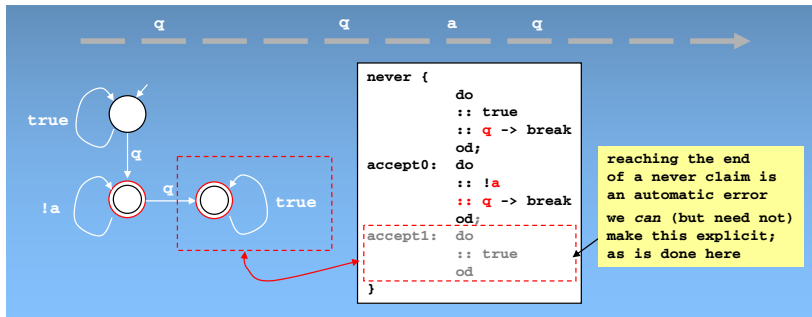 q q a q
true
q
!a
q
true
never {
do
:: true
:: q -> break
od;
accept0: do
:: !a
:: q -> break
od;
accept1: do
:: true
od
}
reaching the end
of a never claim is
an automatic error
we can (but need not)
make this explicit;
as is done here